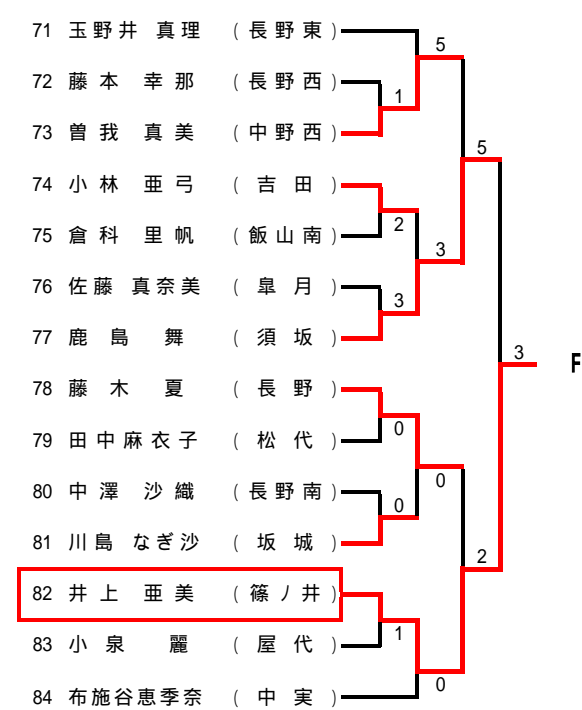 71 玉野井 真理 (長野東)
5
72 藤本 幸那 (長野西)
1
73 曽我 真美 (中野西)
5
74 小林 亜弓 (吉田)
2
75 倉科 里帆 (飯山南)
3
76 佐藤 真奈美 (皐月)
3
77 鹿島 舞 (須坂)
3 F
78 藤木 夏 (長野)
0
79 田中麻衣子 (松代)
0
80 中澤 沙織 (長野南)
0
81 川島 なぎ沙 (坂城)
2
82 井上 亜美 (篠ノ井)
1
83 小泉 麗 (屋代)
0
84 布施谷恵季奈 (中実)